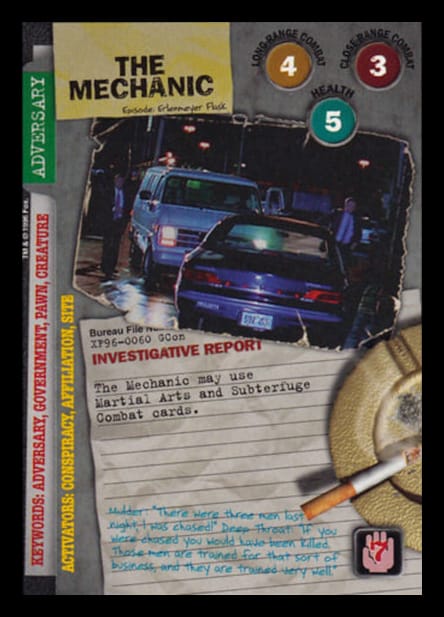 THE
MECHANIC
Episode: Erlenmeyer Flask
LONG RANGE COMBAT
4
CLOSE RANGE COMBAT
3
HEALTH
5
ADVERSARY
TM & © 1996 Fox.
KEYWORDS: ADVERSARY, GOVERNMENT, PAWN, CREATURE
ACTIVATORS: CONSPIRACY, AFFILIATION, SITE
Bureau File
XF96-0060 GCon
INVESTIGATIVE REPORT
The Mechanic may use
Martial Arts and Subterfuge
Combat cards.
Mulder: "There were three men last
night, I was chased!" Deep Throat: "If you
were chased you would have been killed.
Those men are trained for that sort of
business, and they are trained very well."
7